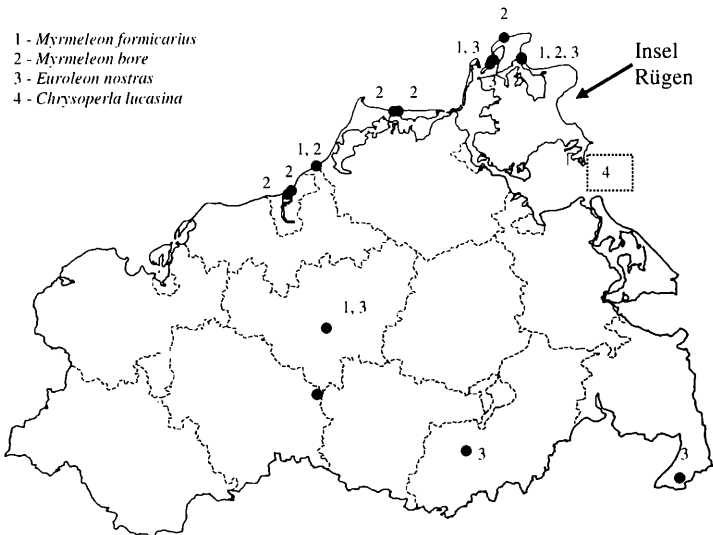 1 - Myrmeleon formicarius
2 - Myrmeleon bore
3 - Euroleon nostras
4 - Chrysoperla lucasina
2
1, 3
1, 2, 3
Insel
Rügen
2 2
1, 2
4
2
2
1, 3
3
3